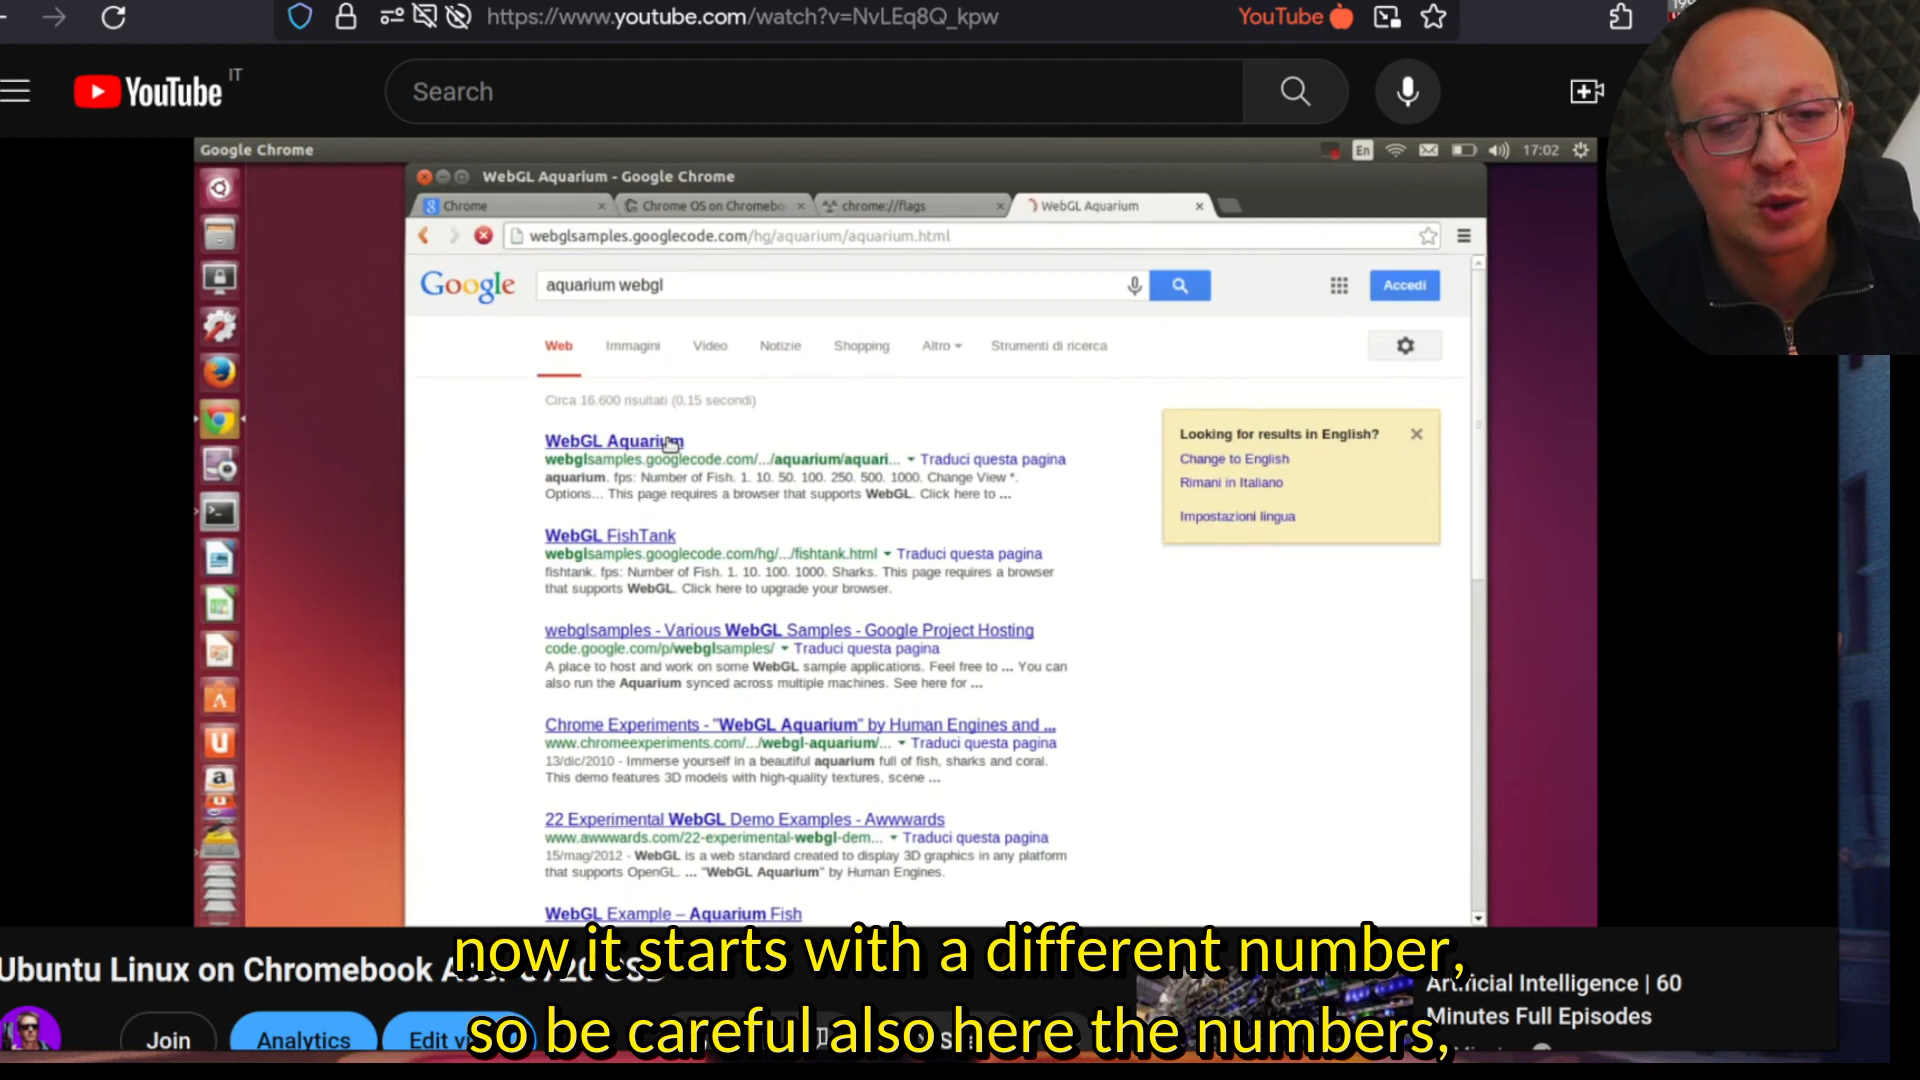 https://www.youtube.com/watch?v=NvLEq8Q_kpw
YouTube
YouTube IT
Search
Google Chrome
En
17:02
WebGL Aquarium - Google Chrome
Chrome
Chrome OS on Chromebo
chrome://flags
WebGL Aquarium
webglsamples.googlecode.com/hg/aquarium/aquarium.html
Google
aquarium webgl
Accedi
Web
Immagini
Video
Notizie
Shopping
Altro
Strumenti di ricerca
Circa 16.600 risultati (0,15 secondi)
WebGL Aquarium
webglsamples.googlecode.com/.../aquarium/aquari... Traduci questa pagina
aquarium. fps: Number of Fish. 1. 10. 50. 100. 250. 500. 1000. Change View *.
Options... This page requires a browser that supports WebGL. Click here to ...
Looking for results in English?
Change to English
Rimani in Italiano
Impostazioni lingua
WebGL FishTank
webglsamples.googlecode.com/hg/.../fishtank.html Traduci questa pagina
fishtank. fps: Number of Fish. 1. 10. 100. 1000. Sharks. This page requires a browser
that supports WebGL. Click here to upgrade your browser.
webglsamples - Various WebGL Samples - Google Project Hosting
code.google.com/p/webglsamples/ Traduci questa pagina
A place to host and work on some WebGL sample applications. Feel free to ... You can
also run the Aquarium synced across multiple machines. See here for ...
Chrome Experiments - "WebGL Aquarium" by Human Engines and ...
www.chromeexperiments.com/.../webgl-aquarium/... Traduci questa pagina
13/dic/2010 - Immerse yourself in a beautiful aquarium full of fish, sharks and coral.
This demo features 3D models with high-quality textures, scene ...
22 Experimental WebGL Demo Examples - Awwwards
www.awwwards.com/22-experimental-webgl-dem... Traduci questa pagina
15/mag/2012 - WebGL is a web standard created to display 3D graphics in any platform
that supports OpenGL. ... "WebGL Aquarium" by Human Engines.
WebGL Example – Aquarium Fish
now it starts with a different number,
so be careful also here the numbers,
Ubuntu Linux on Chromebook
Artificial Intelligence | 60
Minutes Full Episodes
Join
Analytics
Edit